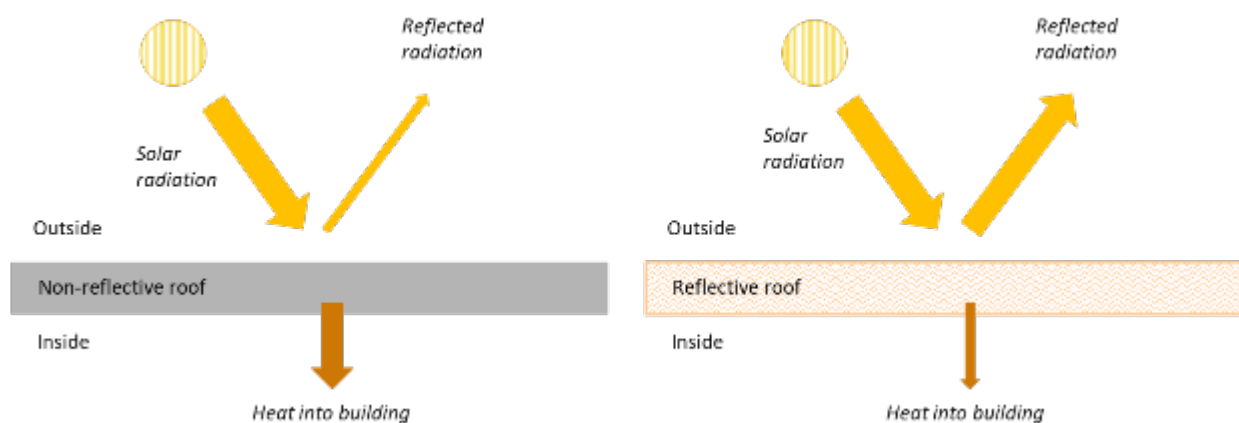 Reflected
radiation
Solar
radiation
Outside
Non-reflective roof
Inside
Heat into building
Reflected
radiation
Solar
radiation
Outside
Reflective roof
Inside
Heat into building